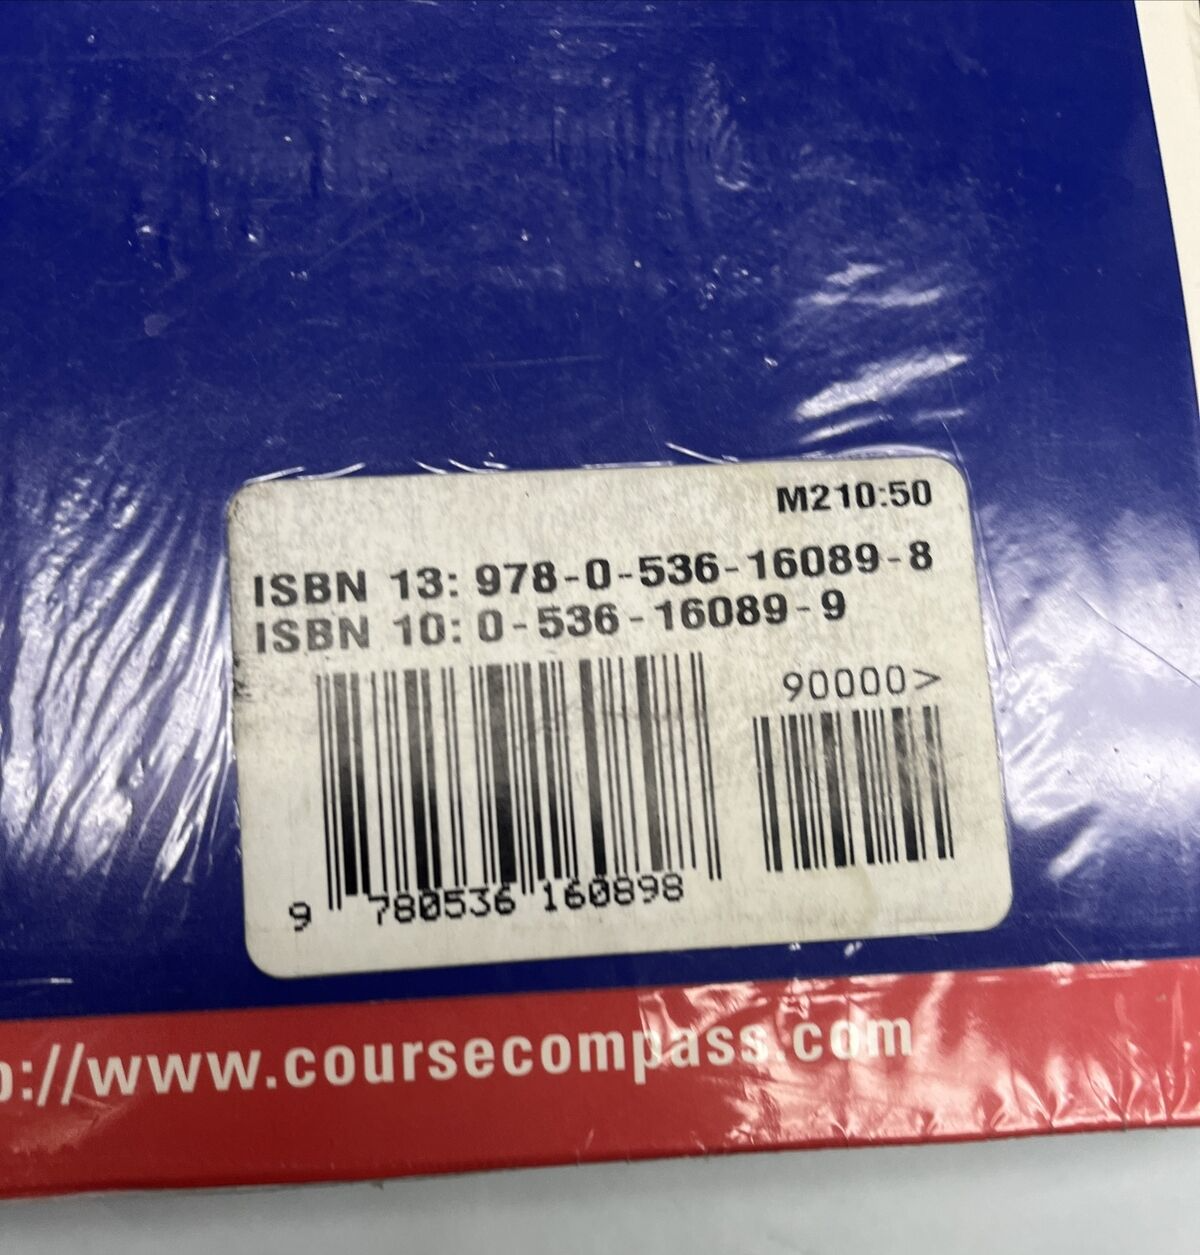 M210:50
ISBN 13: 978-0-536-16089-8
ISBN 10: 0-536-16089-9
90000>
9 780536 160898
p://www.coursecompass.com